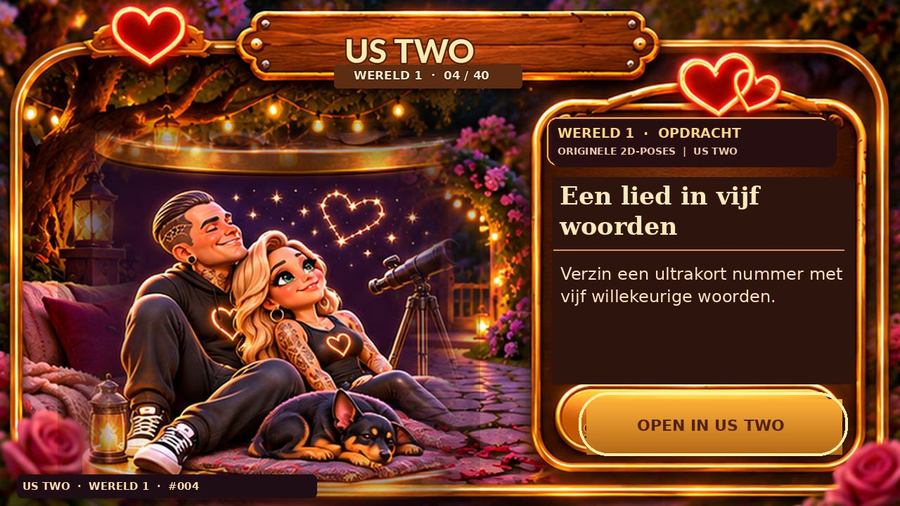 US TWO
WERELD 1 · 04 / 40
WERELD 1 · OPDRACHT
ORIGINELE 2D-POSES | US TWO
Een lied in vijf
woorden
Verzin een ultrakort nummer met
vijf willekeurige woorden.
OPEN IN US TWO
US TWO · WERELD 1 · #004